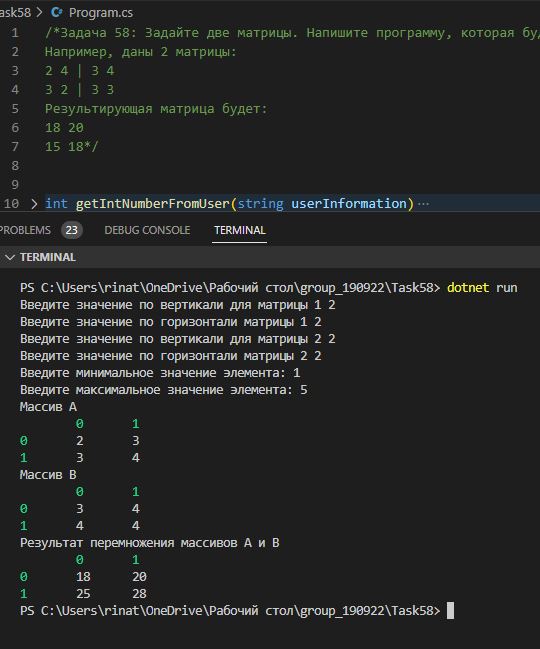 ask58 > Program.cs
1 /*Задача 58: Задайте две матрицы. Напишите программу, которая
2 Например, даны 2 матрицы:
3 2 4 | 3 4
4 3 2 | 3 3
5 Результирующая матрица будет:
6 18 20
7 15 18*/
8
9
10 > int getIntNumberFromUser(string userInformation)…
PROBLEMS 23 DEBUG CONSOLE TERMINAL
TERMINAL
PS C:\Users\rinat\OneDrive\Рабочий стол\group_190922\Task58> dotnet run
Введите значение по вертикали для матрицы 1 2
Введите значение по горизонтали матрицы 1 2
Введите значение по вертикали для матрицы 2 2
Введите значение по горизонтали матрицы 2 2
Введите минимальное значение элемента: 1
Введите максимальное значение элемента: 5
Массив A
0 1
0 2 3
1 3 4
Массив B
0 1
0 3 4
1 4 4
Результат перемножения массивов A и B
0 1
0 18 20
1 25 28
PS C:\Users\rinat\OneDrive\Рабочий стол\group_190922\Task58>